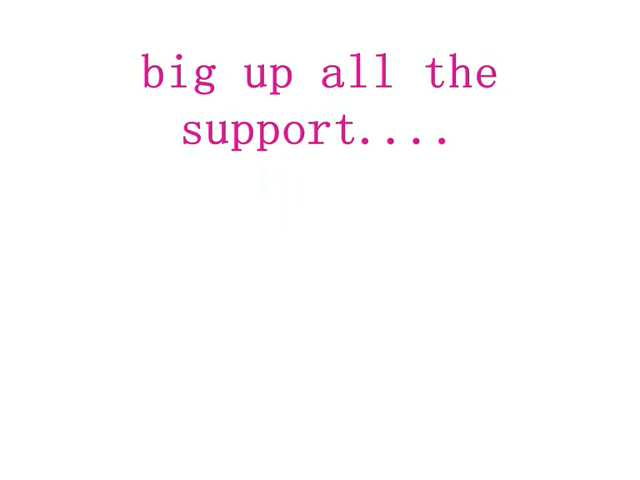 big up all the
support....